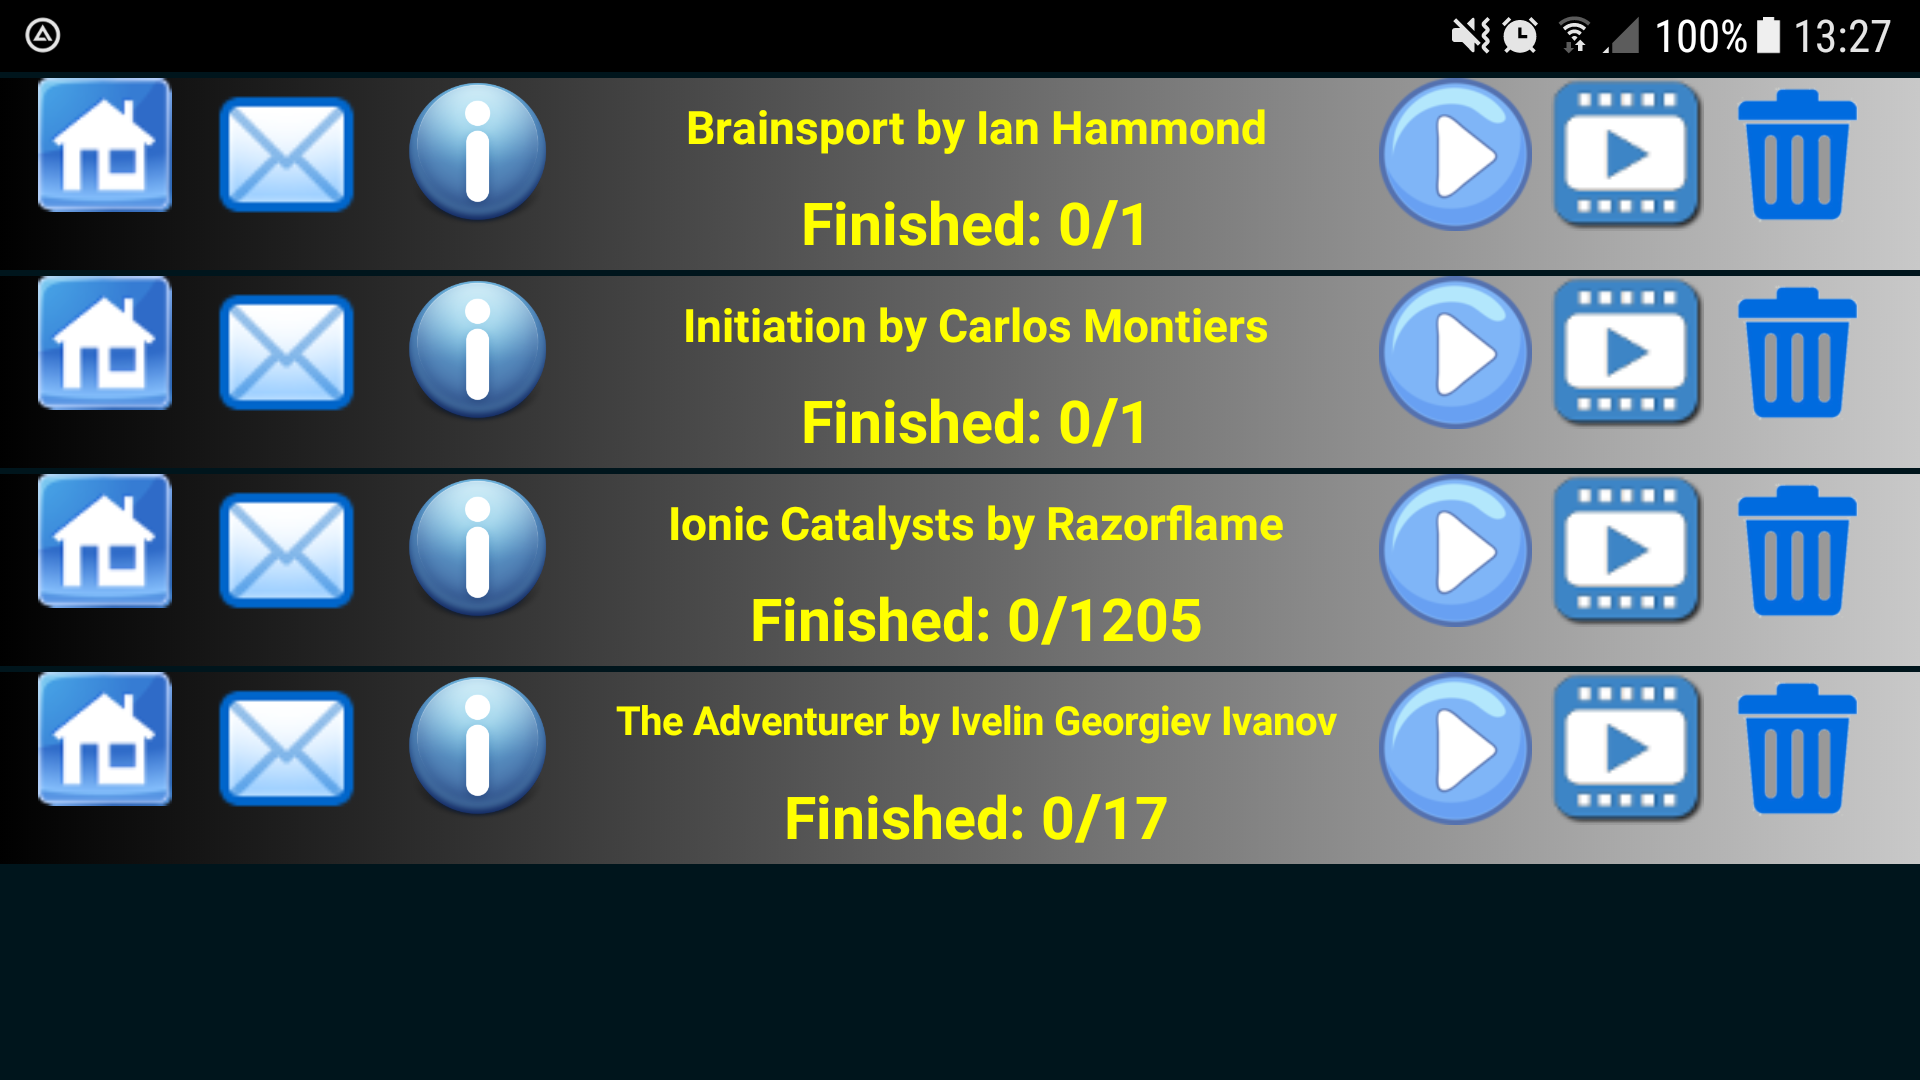 100% 13:27
Brainsport by Ian Hammond
Finished: 0/1
Initiation by Carlos Montiers
Finished: 0/1
Ionic Catalysts by Razorflame
Finished: 0/1205
The Adventurer by Ivelin Georgiev Ivanov
Finished: 0/17